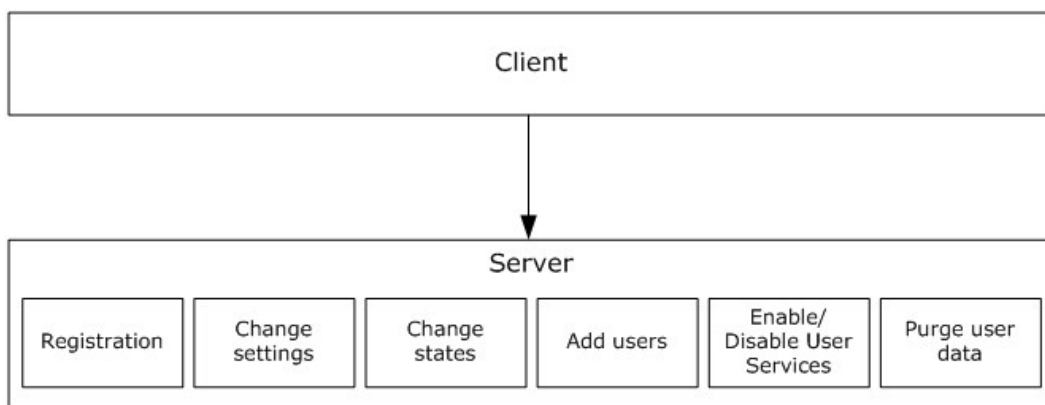 Client
Server
Registration
Change
settings
Change
states
Add users
Enable/
Disable User
Services
Purge user
data